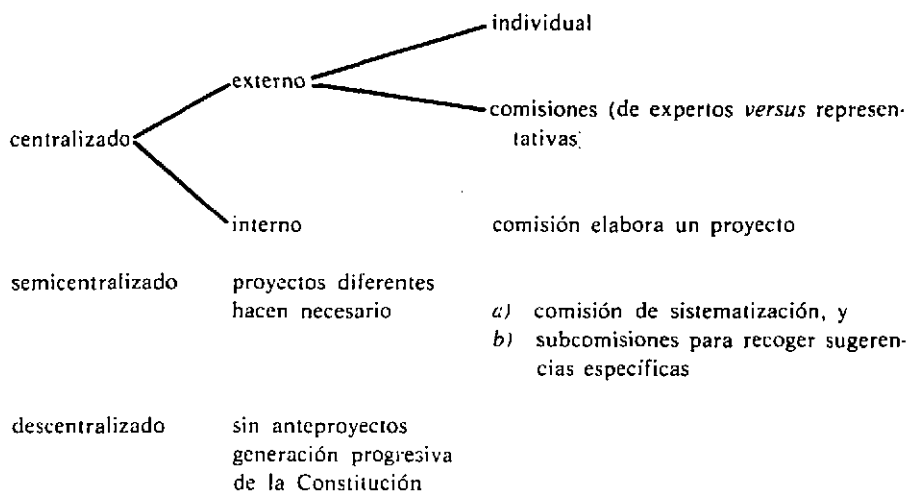 individual
externo
comisiones (de expertos versus represen-
tativas
centralizado
interno
comisión elabora un proyecto
semicentralizado
proyectos diferentes
hacen necesario
a) comisión de sistematización, y
b) subcomisiones para recoger sugeren-
cias específicas
descentralizado
sin anteproyectos
generación progresiva
de la Constitución